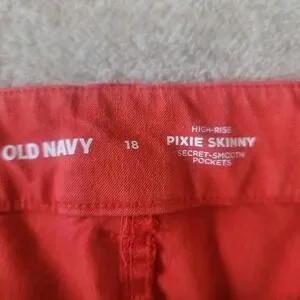 OLD NAVY
18
HIGH-RISE
PIXIE SKINNY
SECRET-SMOOTH
POCKETS